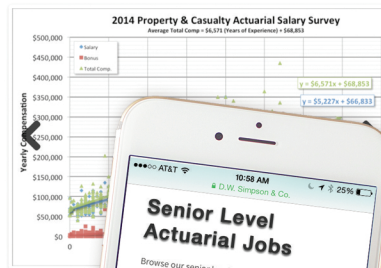 2014 Property & Casualty Actuarial Salary Survey
Average Total Comp = $6,571 (Years of Experience) + $68,853
$500,000
$450,000
$400,000
$350,000
$300,000
$250,000
$200,000
$150,000
$100,000
$50,000
$0
0
Yearly Compensation
Salary
Bonus
Total Comp
y = $6,571x + $68,853
y = $5,227x + $66,833
AT&T
10:58 AM
25%
D.W. Simpson & Co.
Senior Level
Actuarial Jobs
Browse our senior